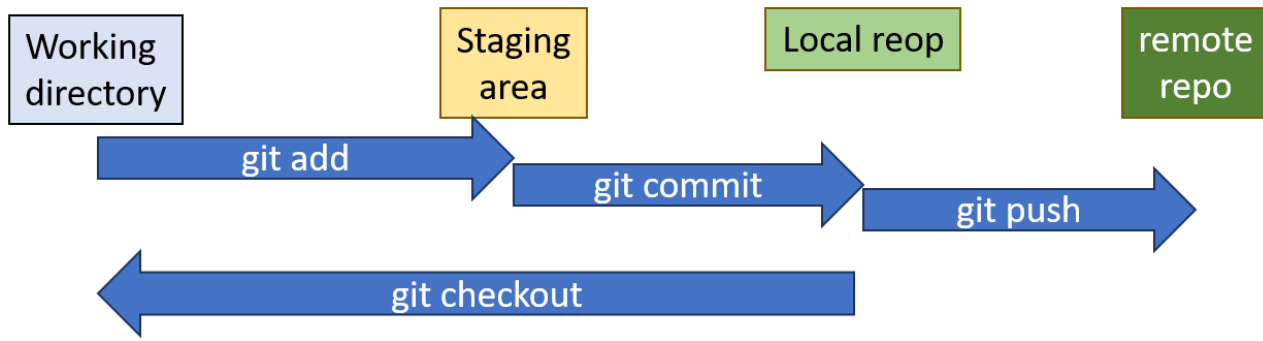 Working
directory
Staging
area
Local reop
remote
repo
git add
git commit
git push
git checkout